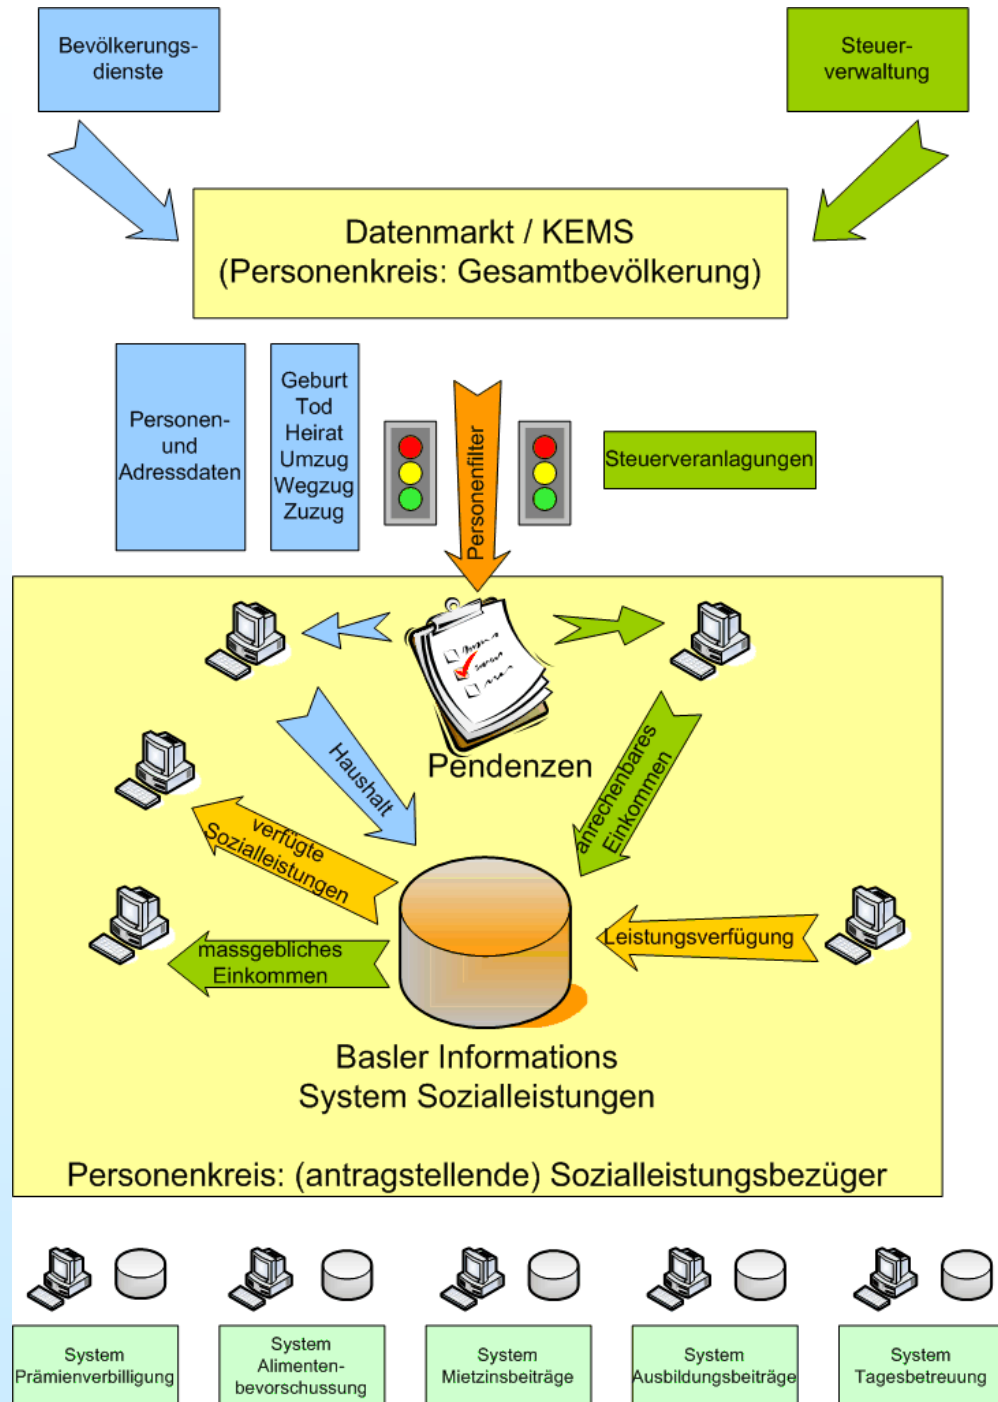 Bevölkerungs-
dienste
Steuer-
verwaltung
Datenmarkt / KEMS
(Personenkreis: Gesamtbevölkerung)
Personen-
und
Adressdaten
Geburt
Tod
Heirat
Umzug
Wegzug
Zuzug
Personenfilter
Steuerveranlagungen
Pendenzen
Haushalt
anrechenbares
Einkommen
verfügte
Sozialleistungen
massgebliches
Einkommen
Leistungsverfügung
Basler Informations
System Sozialleistungen
Personenkreis: (antragstellende) Sozialleistungsbezüger
System
Prämienverbilligung
System
Alimenten-
bevorschussung
System
Mietzinsbeiträge
System
Ausbildungsbeiträge
System
Tagesbetreuung